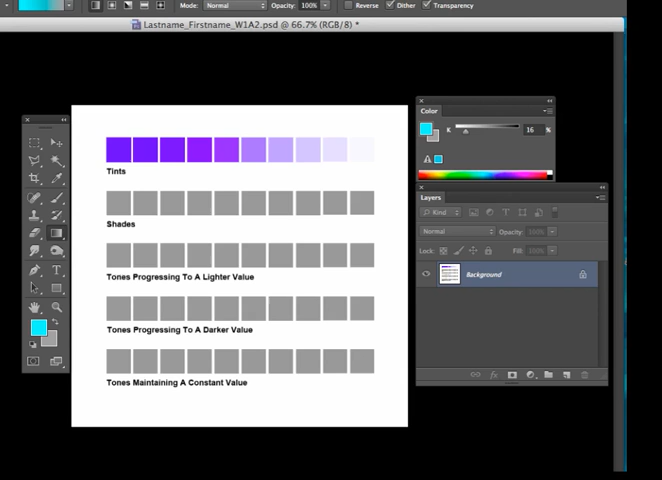 Mode: Normal Opacity: 100% Reverse Dither Transparency
Lastname_Firstname_W1A2.psd @ 66.7% (RGB/8) *
Tints
Shades
Tones Progressing To A Lighter Value
Tones Progressing To A Darker Value
Tones Maintaining A Constant Value
Color
K 16 %
Layers
Kind
Normal Opacity: 100%
Lock: Fill: 100%
Background